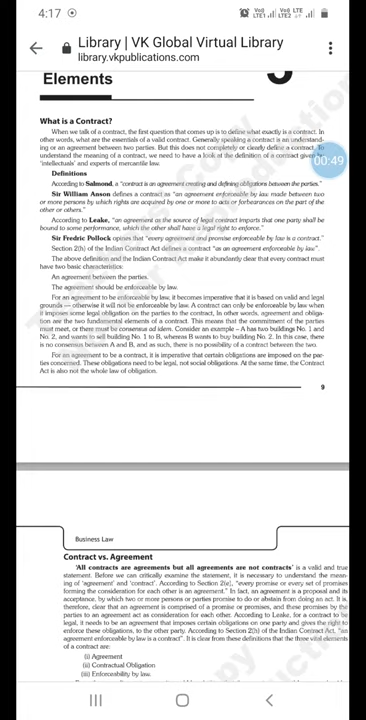 4:17
Vo)) LTE1 Vo)) LTE2
Library | VK Global Virtual Library
library.vkpublications.com
Elements
00:49
What is a Contract?
When we talk of a contract, the first question that comes up is to define what exactly is a contract. In
other words, what are the essentials of a valid contract. Generally speaking a contract is an understand-
ing or an agreement between two parties. But this does not completely or clearly define a contract. To
understand the meaning of a contract, we need to have a look at the definition of a contract given
'intellectuals' and experts of mercantile law.
Definitions
According to Salmond, a "contract is an agreement creating and defining obligations between the parties."
Sir William Anson defines a contract as "an agreement enforceable by law made between two
or more persons by which rights are acquired by one or more to acts or forbearances on the part of the
other or others."
According to Leake, "an agreement as the source of legal contract imports that one party shall be
bound to some performance, which the other shall have a legal right to enforce."
Sir Fredric Pollock opines that "every agreement and promise enforceable by law is a contract."
Section 2(h) of the Indian Contract Act defines a contract "as an agreement enforceable by law".
The above definition and the Indian Contract Act make it abundantly clear that every contract must
have two basic characteristics:
An agreement between the parties.
The agreement should be enforceable by law.
For an agreement to be enforceable by law, it becomes imperative that it is based on valid and legal
grounds — otherwise it will not be enforceable by law. A contract can only be enforceable by law when
it imposes some legal obligation on the parties to the contract, In other words, agreement and obliga-
tion are the two fundamental elements of a contract. This means that the commitment of the parties
must meet, or there must be consensus ad idem. Consider an example – A has two buildings No. 1 and
No. 2, and wants to sell building No. 1 to B, whereas B wants to buy building No. 2. In this case, there
is no consensus between A and B, and as such, there is no possibility of a contract between the two.
For an agreement to be a contract, it is imperative that certain obligations are imposed on the par-
ties concerned. These obligations need to be legal, not social obligations. At the same time, the Contract
Act is also not the whole law of obligation.
9
Business Law
Contract vs. Agreement
'All contracts are agreements but all agreements are not contracts' is a valid and true
statement. Before we can critically examine the statement, it is necessary to understand the mean-
ing of 'agreement' and 'contract'. According to Section 2(e), "every promise or every set of promises
forming the consideration for each other is an agreement." In fact, an agreement is a proposal and its
acceptance, by which two or more persons or parties promise to do or abstain from doing an act. It is,
therefore, clear that an agreement is comprised of a promise or promises, and these promises by the
parties to an agreement act as consideration for each other. According to Leake, for a contract to be
legal, it needs to be an agreement that imposes certain obligations on one party and gives the right to
enforce these obligations, to the other party. According to Section 2(h) of the Indian Contract Act, "an
agreement enforceable by law is a contract". It is clear from these definitions that the three vital elements
of a contract are:
(i) Agreement
(ii) Contractual Obligation
(iii) Enforceability by law.